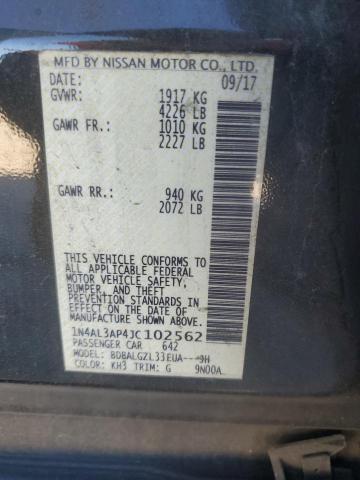 MFD BY NISSAN MOTOR CO., LTD.
DATE: 09/17
GVWR: 1917 KG
4226 LB
GAWR FR.: 1010 KG
2227 LB
GAWR RR.: 940 KG
2072 LB
THIS VEHICLE CONFORMS TO
ALL APPLICABLE FEDERAL
MOTOR VEHICLE SAFETY,
BUMPER, AND THEFT
PREVENTION STANDARDS IN
EFFECT ON THE DATE OF
MANUFACTURE SHOWN ABOVE.
1N4AL3AP4JC102562
PASSENGER CAR 642
MODEL: BDBALGZL33EUA---9H
COLOR: KH3 TRIM: G 9N00A